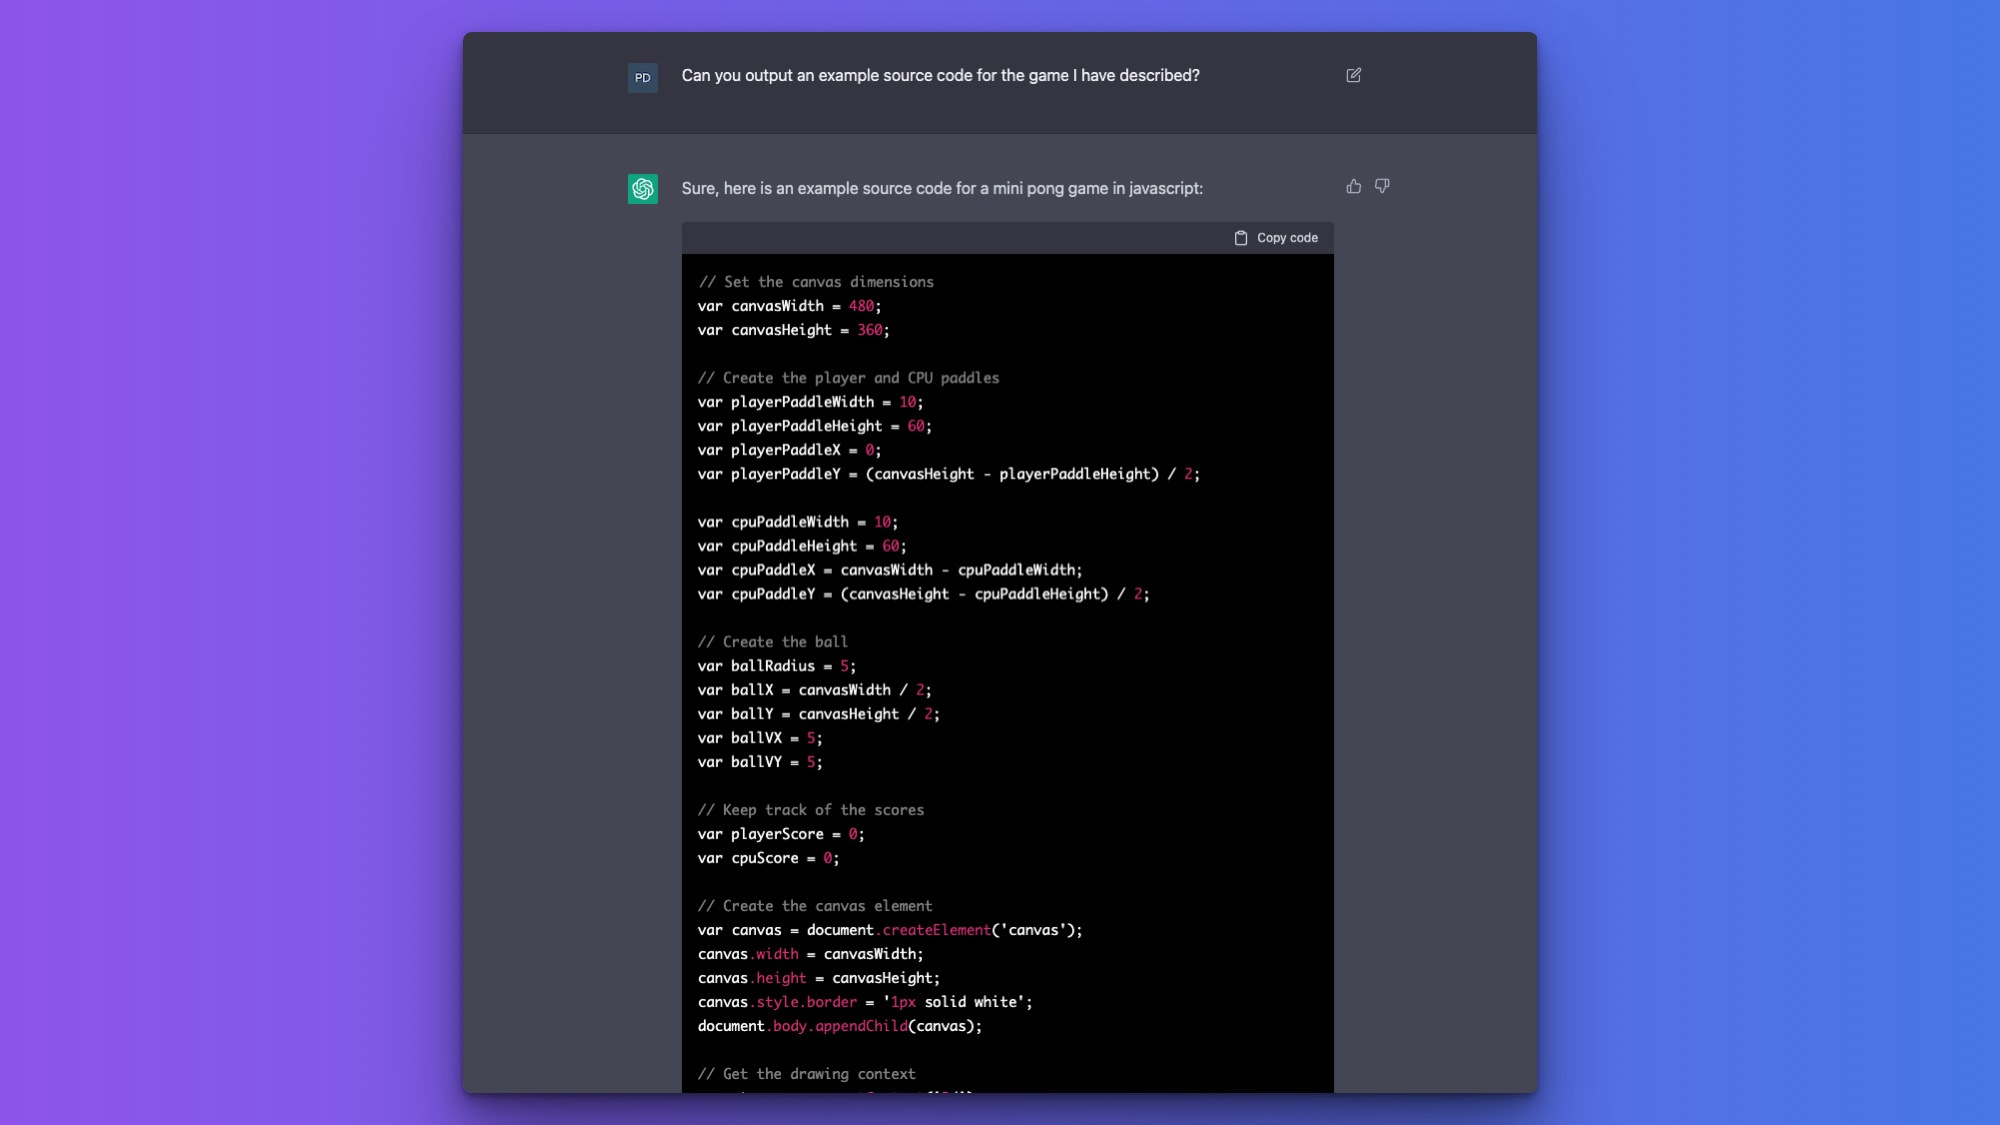 PD
Can you output an example source code for the game I have described?
Sure, here is an example source code for a mini pong game in javascript:
Copy code
// Set the canvas dimensions
var canvasWidth = 480;
var canvasHeight = 360;
// Create the player and CPU paddles
var playerPaddleWidth = 10;
var playerPaddleHeight = 60;
var playerPaddleX = 0;
var playerPaddleY = (canvasHeight - playerPaddleHeight) / 2;
var cpuPaddleWidth = 10;
var cpuPaddleHeight = 60;
var cpuPaddleX = canvasWidth - cpuPaddleWidth;
var cpuPaddleY = (canvasHeight - cpuPaddleHeight) / 2;
// Create the ball
var ballRadius = 5;
var ballX = canvasWidth / 2;
var ballY = canvasHeight / 2;
var ballVX = 5;
var ballVY = 5;
// Keep track of the scores
var playerScore = 0;
var cpuScore = 0;
// Create the canvas element
var canvas = document.createElement('canvas');
canvas.width = canvasWidth;
canvas.height = canvasHeight;
canvas.style.border = '1px solid white';
document.body.appendChild(canvas);
// Get the drawing context